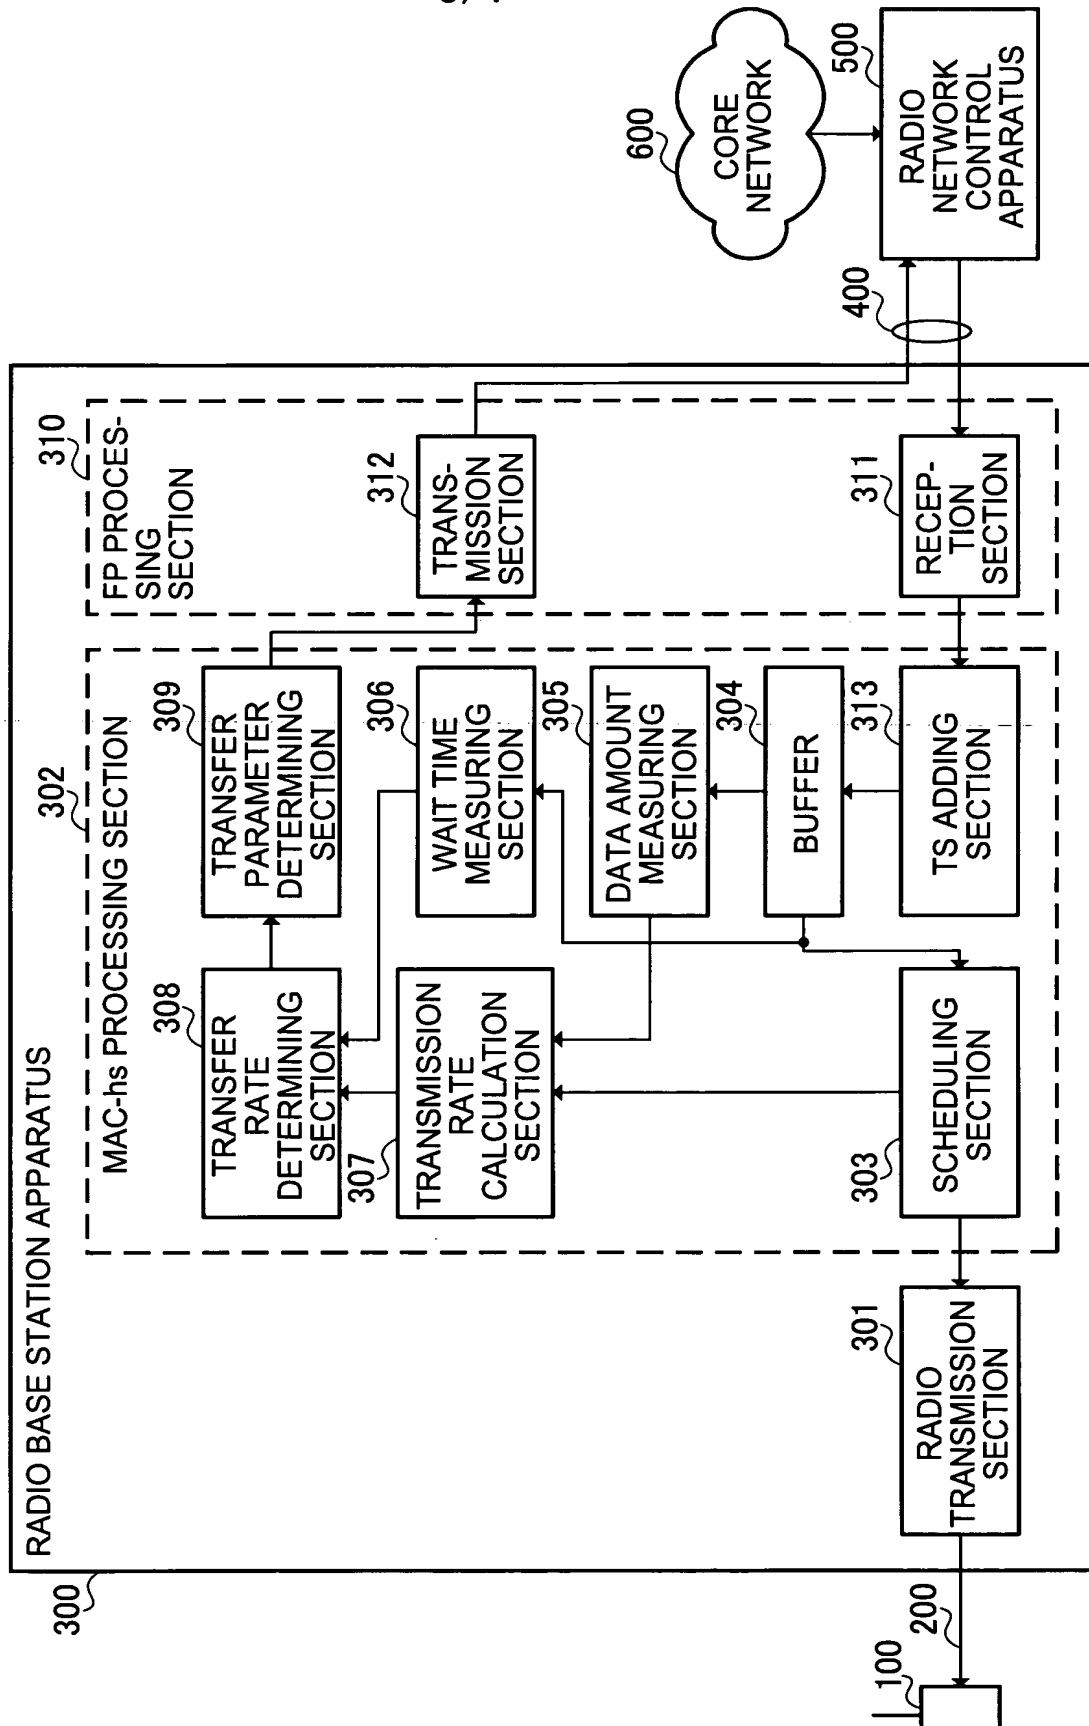 RADIO BASE STATION APPARATUS
300
MAC-hs PROCESSING SECTION
302
FP PROCES-
SING
SECTION
310
TRANSFER
RATE
DETERMINING
SECTION
308
TRANSFER
PARAMETER
DETERMINING
SECTION
309
TRANSMISSION
RATE
CALCULATION
SECTION
307
WAIT TIME
MEASURING
SECTION
306
TRANS-
MISSION
SECTION
312
DATA AMOUNT
MEASURING
SECTION
305
BUFFER
304
RADIO
TRANSMISSION
SECTION
301
SCHEDULING
SECTION
303
TS ADDING
SECTION
313
RECEP-
TION
SECTION
311
100
200
400
CORE
NETWORK
600
RADIO
NETWORK
CONTROL
APPARATUS
500